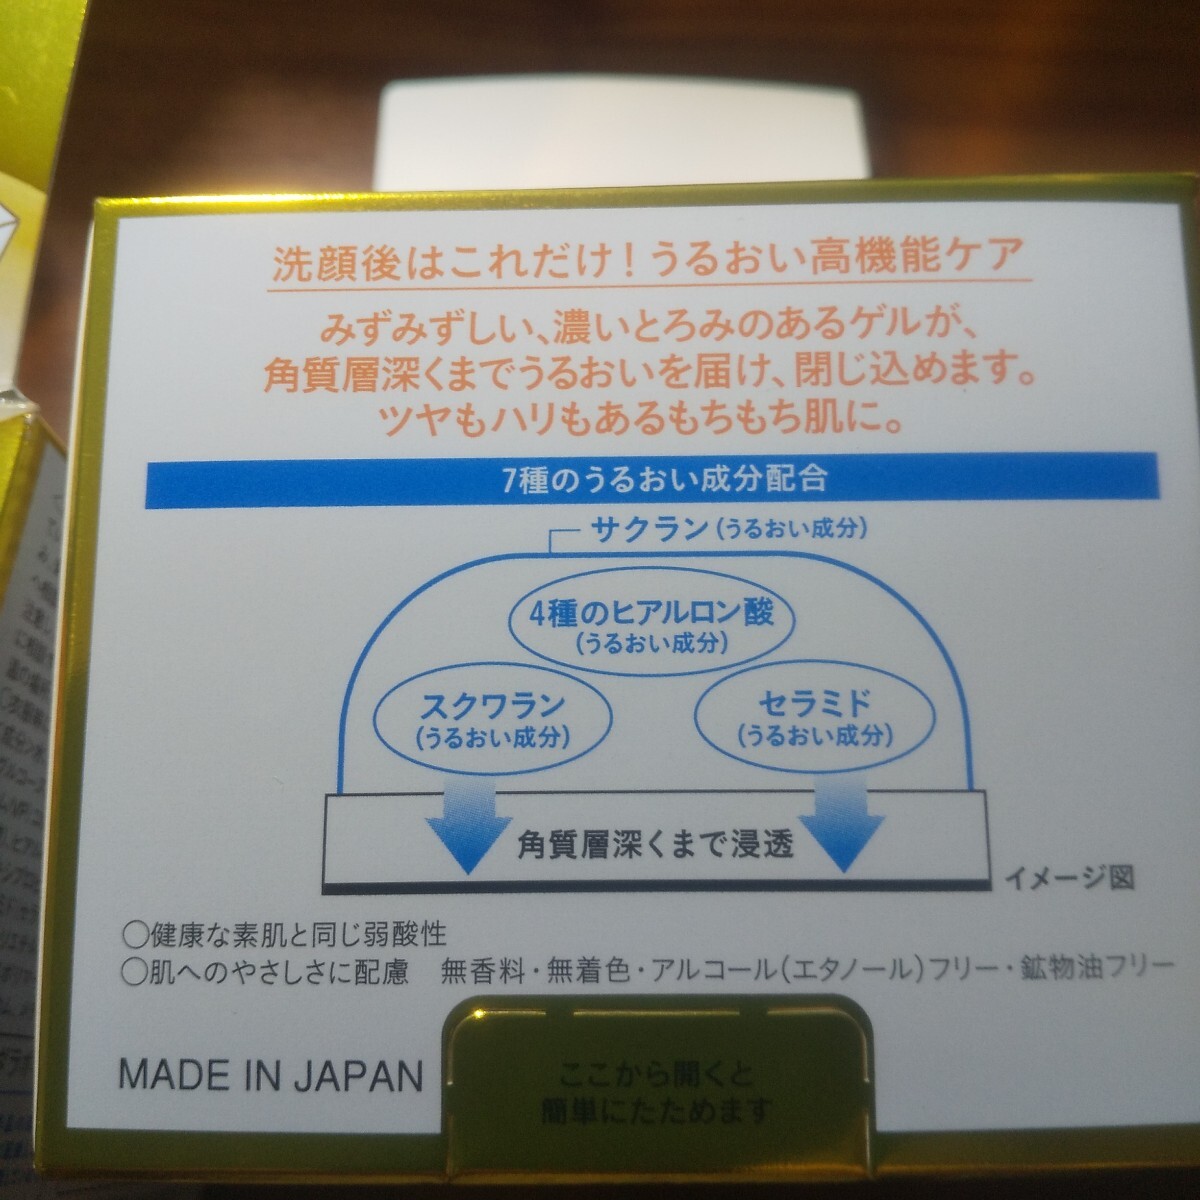 洗顔後はこれだけ！うるおい高機能ケア
みずみずしい、濃いとろみのあるゲルが、
角質層深くまでうるおいを届け、閉じ込めます。
ツヤもハリもあるもちもち肌に。
7種のうるおい成分配合
サクラン(うるおい成分)
4種のヒアルロン酸
(うるおい成分)
スクワラン
(うるおい成分)
セラミド
(うるおい成分)
角質層深くまで浸透
イメージ図
○健康な素肌と同じ弱酸性
○肌へのやさしさに配慮　無香料・無着色・アルコール(エタノール)フリー・鉱物油フリー
MADE IN JAPAN
ここから開くと
簡単にたためます